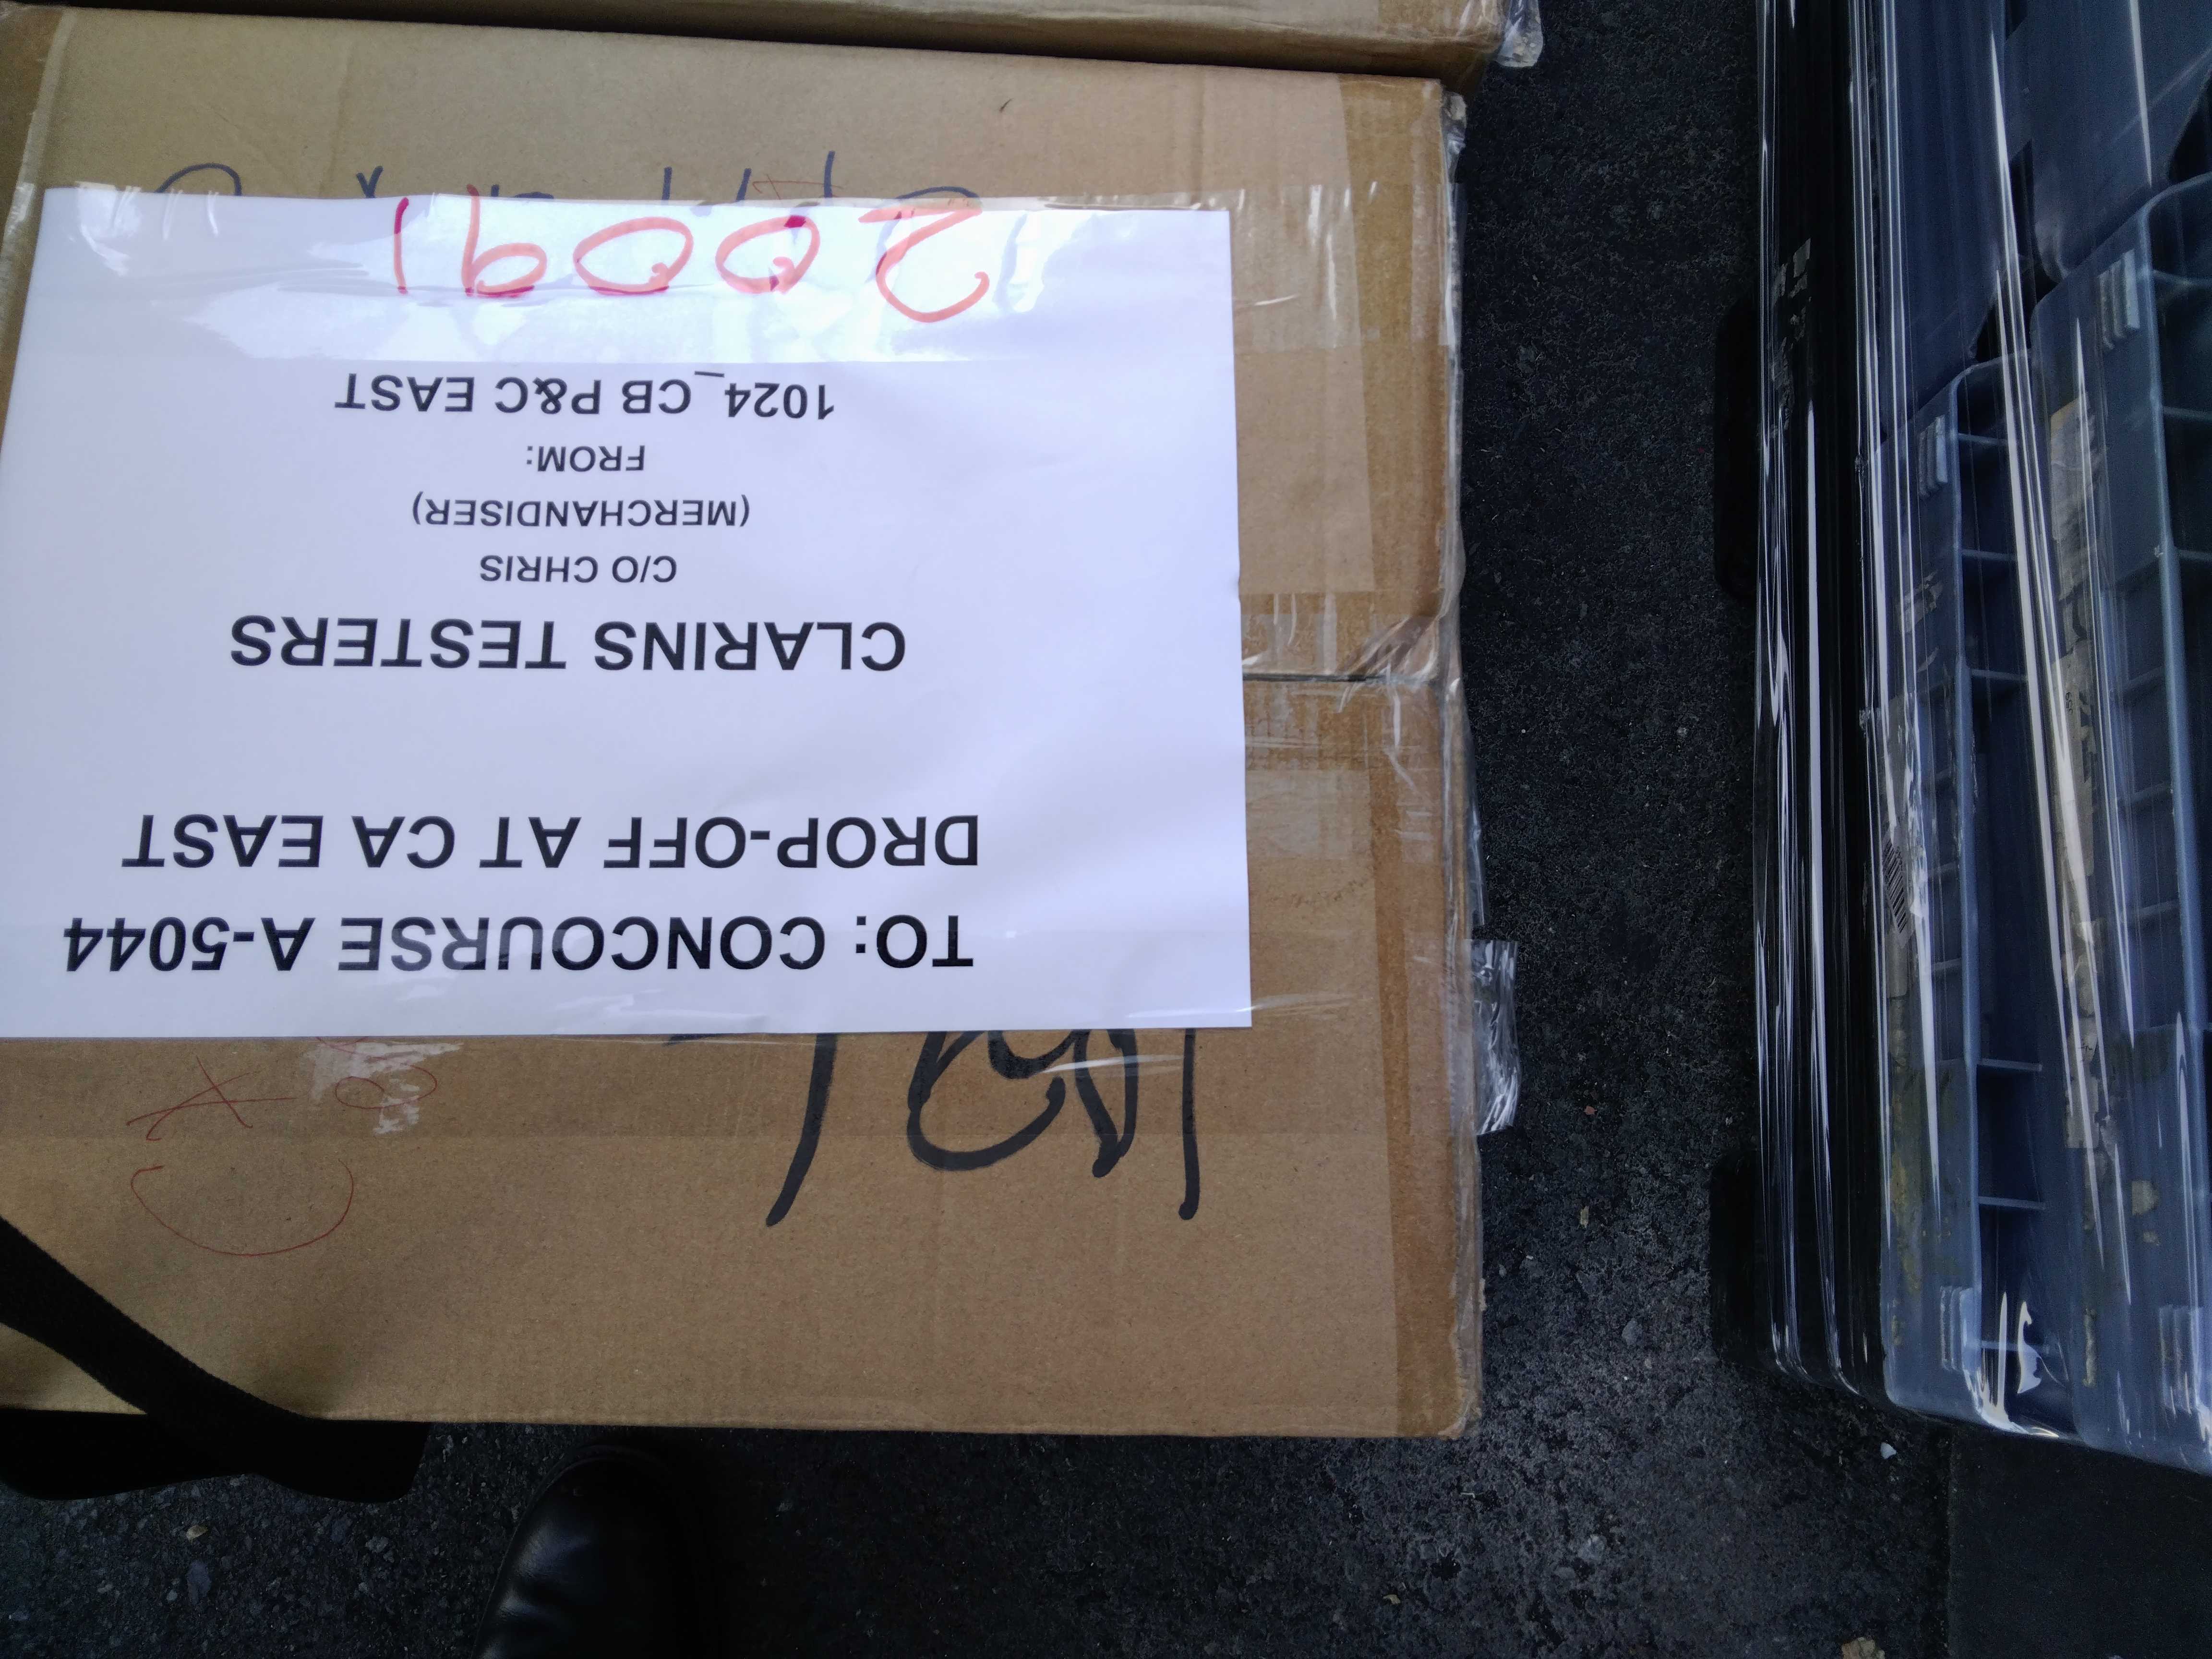 TO: CONCOURSE A-5044
DROP-OFF AT CA EAST
CLARINS TESTERS
C/O CHRIS
(MERCHANDISER)
FROM:
1024_CB P&C EAST
20091